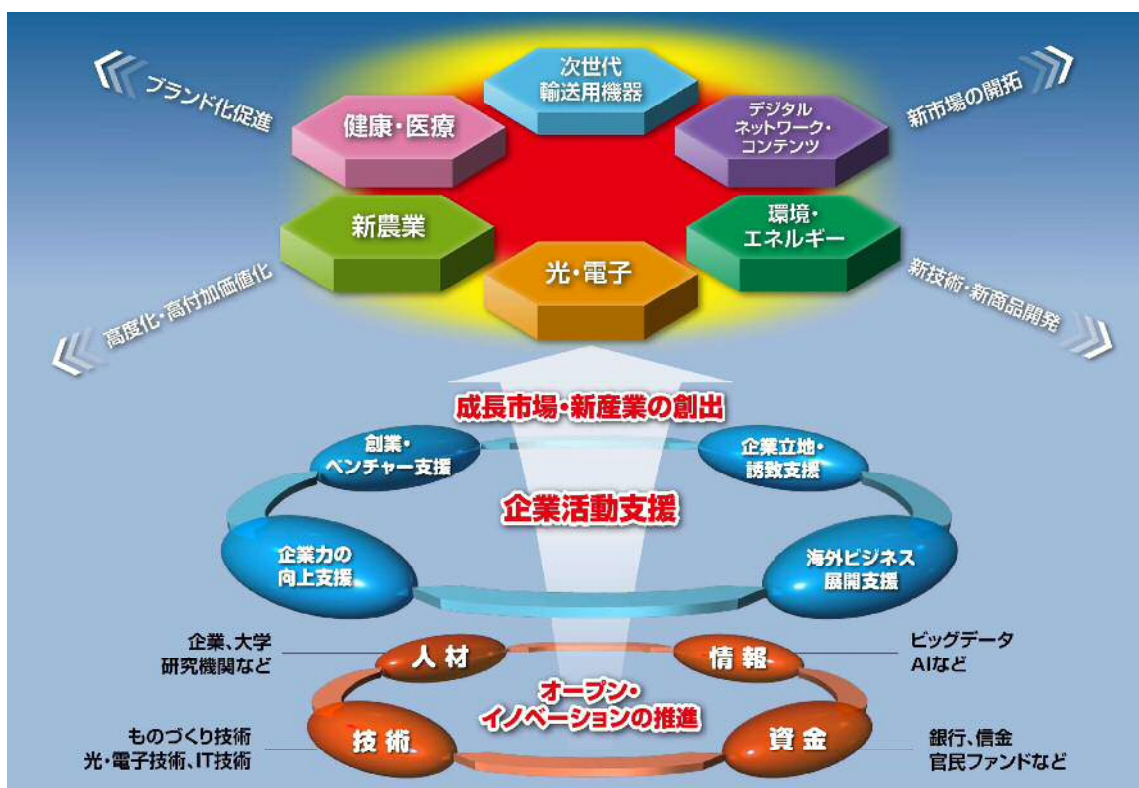 ブランド化促進
次世代
輸送用機器
新市場の開拓
健康・医療
デジタル
ネットワーク・
コンテンツ
新農業
環境・
エネルギー
光・電子
高度化・高付加価値化
新技術・新商品開発
成長市場・新産業の創出
創業・
ベンチャー支援
企業立地・
誘致支援
企業活動支援
企業力の
向上支援
海外ビジネス
展開支援
企業、大学
研究機関など
人材
情報
ビッグデータ
AIなど
オープン・
イノベーションの推進
ものづくり技術
光・電子技術、IT技術
技術
資金
銀行、信金
官民ファンドなど